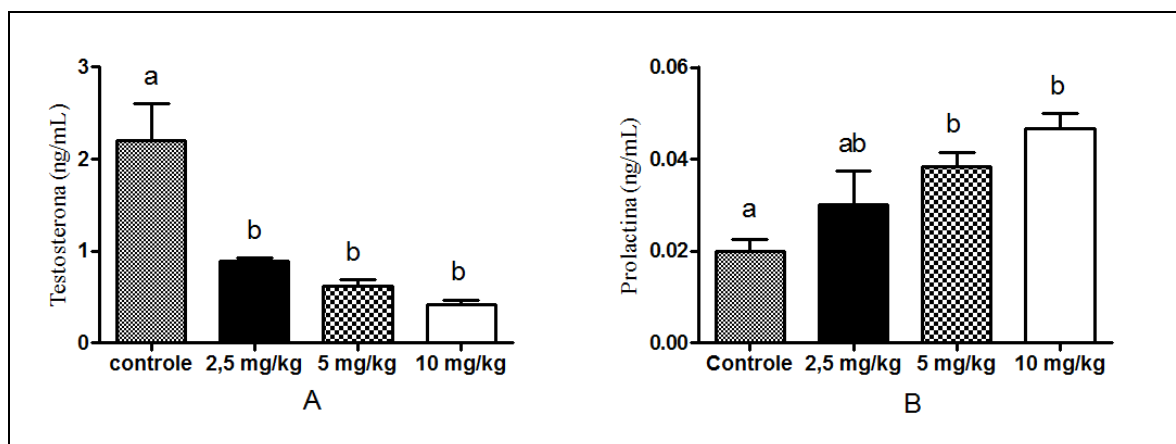 3
a
2
Testosterona (ng/mL)
1
b
b
b
0
controle 2,5 mg/kg 5 mg/kg 10 mg/kg
A
0.06
b
b
ab
0.04
Prolactina (ng/mL)
a
0.02
0.00
Controle 2,5 mg/kg 5 mg/kg 10 mg/kg
B